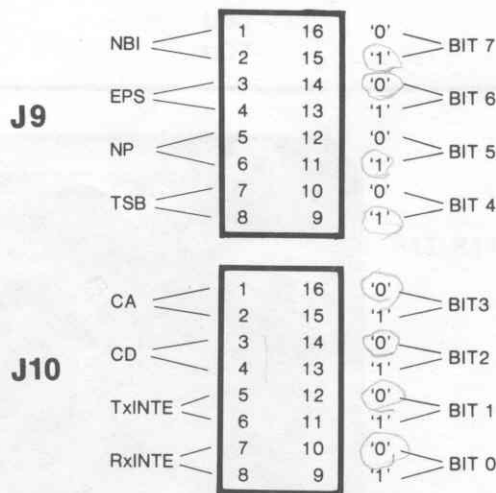 1 16 '0'
NBI BIT 7
2 15 '1'
3 14 '0'
EPS BIT 6
4 13 '1'
J9
5 12 '0'
NP BIT 5
6 11 '1'
7 10 '0'
TSB BIT 4
8 9 '1'
1 16 '0'
CA BIT3
2 15 '1'
3 14 '0'
CD BIT2
4 13 '1'
J10
5 12 '0'
TxINTE BIT 1
6 11 '1'
7 10 '0'
RxINTE BIT 0
8 9 '1'